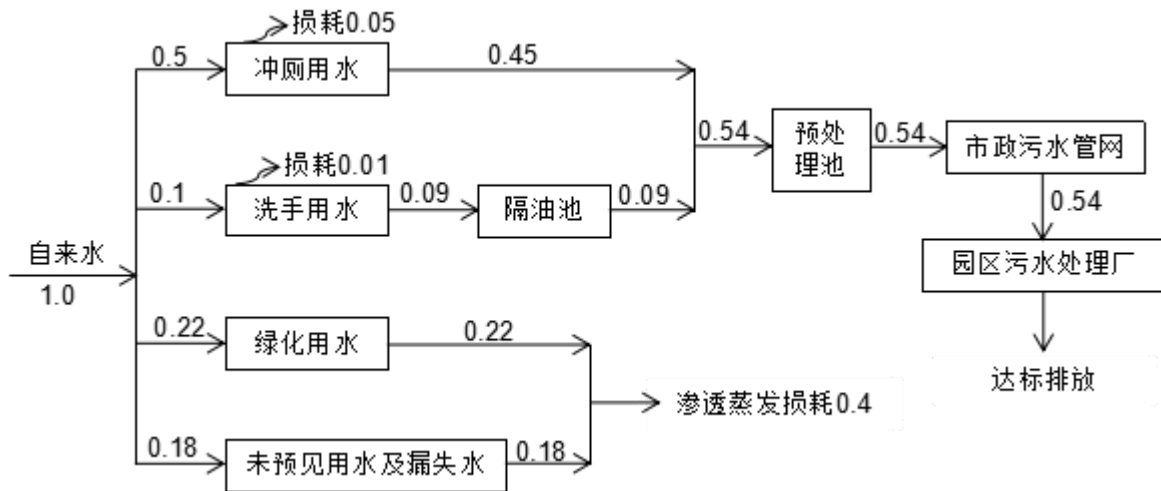 损耗0.05
0.5
冲厕用水
0.45
0.54
预处理池
0.54
市政污水管网
损耗0.01
0.1
洗手用水
0.09
隔油池
0.09
0.54
自来水
1.0
园区污水处理厂
0.22
绿化用水
0.22
达标排放
渗透蒸发损耗0.4
0.18
未预见用水及漏失水
0.18